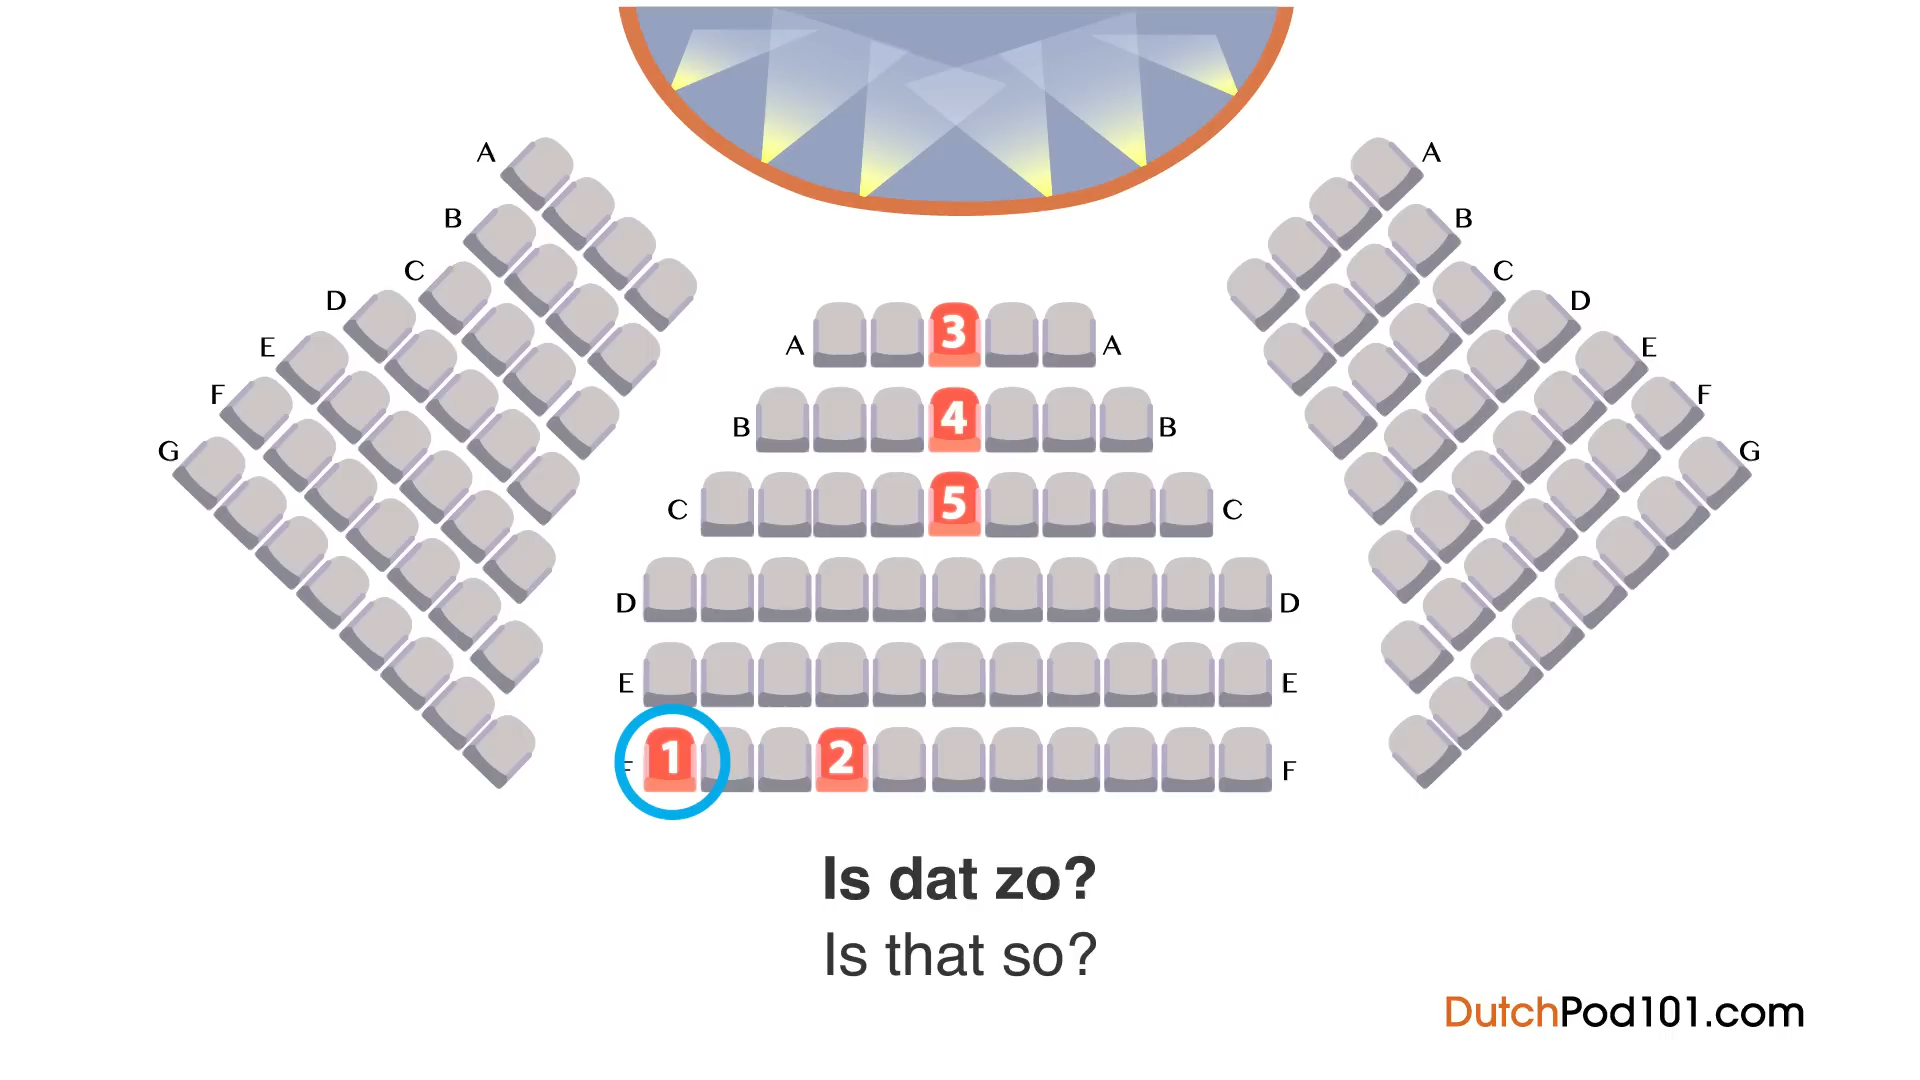 A
A
B
B
C
C
D
D
E
E
F
F
G
G
A 3 A
B 4 B
C 5 C
D D
E E
F 1 2 F
Is dat zo?
Is that so?
DutchPod101.com